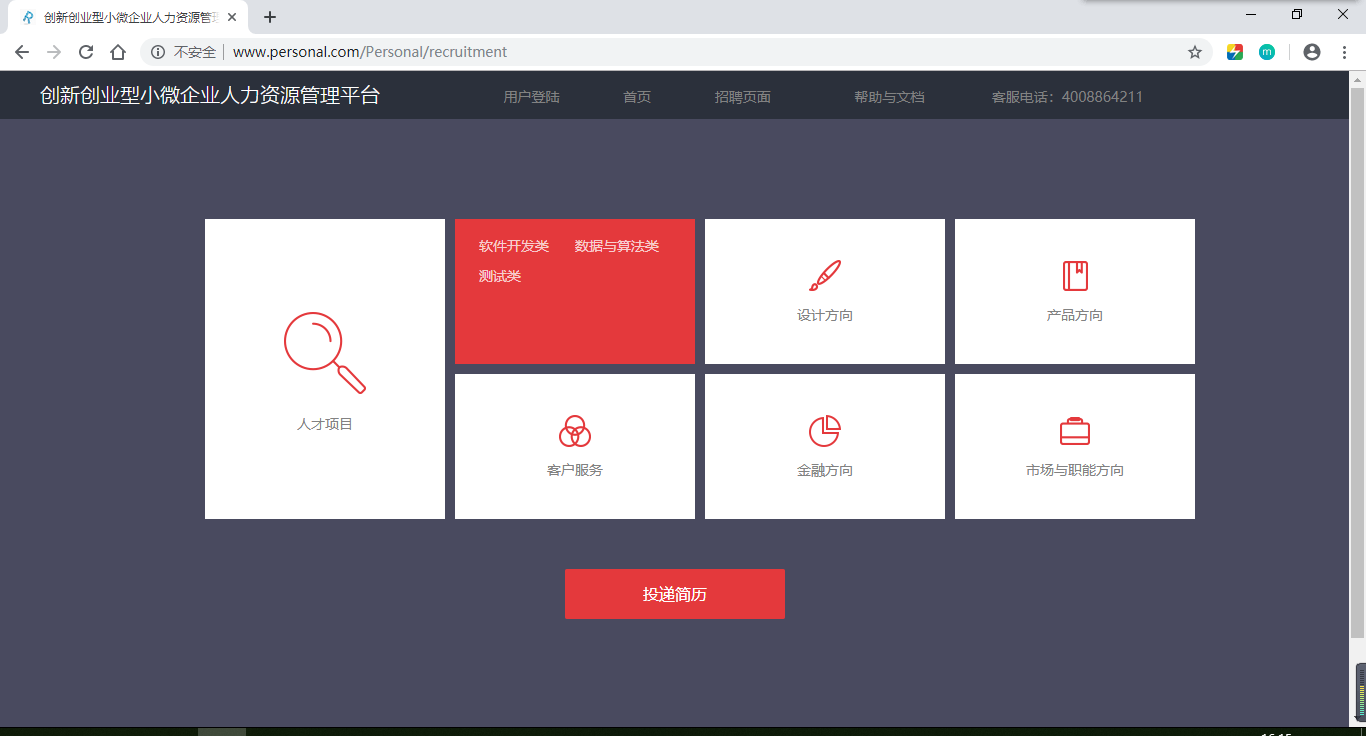 创新创业型小微企业人力资源管理
不安全 www.personal.com/Personal/recruitment
创新创业型小微企业人力资源管理平台 用户登陆 首页 招聘页面 帮助与文档 客服电话：4008864211
软件开发类 数据与算法类
测试类
设计方向
产品方向
人才项目
客户服务
金融方向
市场与职能方向
投递简历